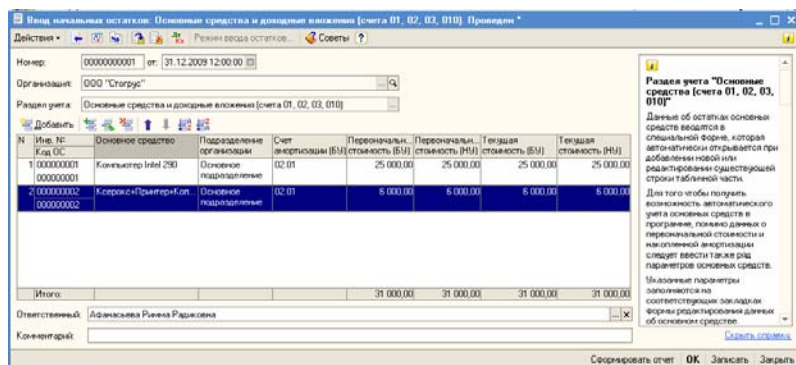 Ввод начальных остатков: Основные средства и доходные вложения (счета 01, 02, 03, 010). Проведен *
Действия Режим ввода остатков... Советы ?
Номер: 00000000001 от: 31.12.2009 12:00:00
Организация: ООО "Сторус" ...
Раздел учета: Основные средства и доходные вложения (счета 01, 02, 03, 010) ...
Добавить
N Инв. № Основное средство Подразделение Счет Первоначальн... Первоначальн... Текущая Текущая
Код ОС организации амортизации (БУ) стоимость (БУ) стоимость (НУ) стоимость (БУ) стоимость (НУ)
1 000000001 Компьютер Intel 290 Основное 02.01 25 000,00 25 000,00 25 000,00 25 000,00
000000001 подразделение
2 000000002 Ксерокс+Принтер+Коп... Основное 02.01 6 000,00 6 000,00 6 000,00 6 000,00
000000002 подразделение
Итого: 31 000,00 31 000,00 31 000,00 31 000,00
Ответственный: Афанасьева Римма Радиковна ... x
Комментарий:
Раздел учета "Основные
средства (счета 01, 02, 03,
010)"
Данные об остатках основных
средств вводятся в
специальной форме, которая
автоматически открывается при
добавлении новой или
редактировании существующей
строки табличной части.
Для того чтобы получить
возможность автоматического
учета основных средств в
программе, помимо данных о
первоначальной стоимости и
накопленной амортизации
следует ввести также ряд
параметров основных средств.
Указанные параметры
заполняются на
соответствующих закладках
формы редактирования данных
об основном средстве.
Скрыть справку
Сформировать отчет OK Записать Закрыть